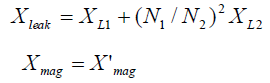 X_leak = X_L1 + (N_1 / N_2)^2 X_L2
X_mag = X'_mag